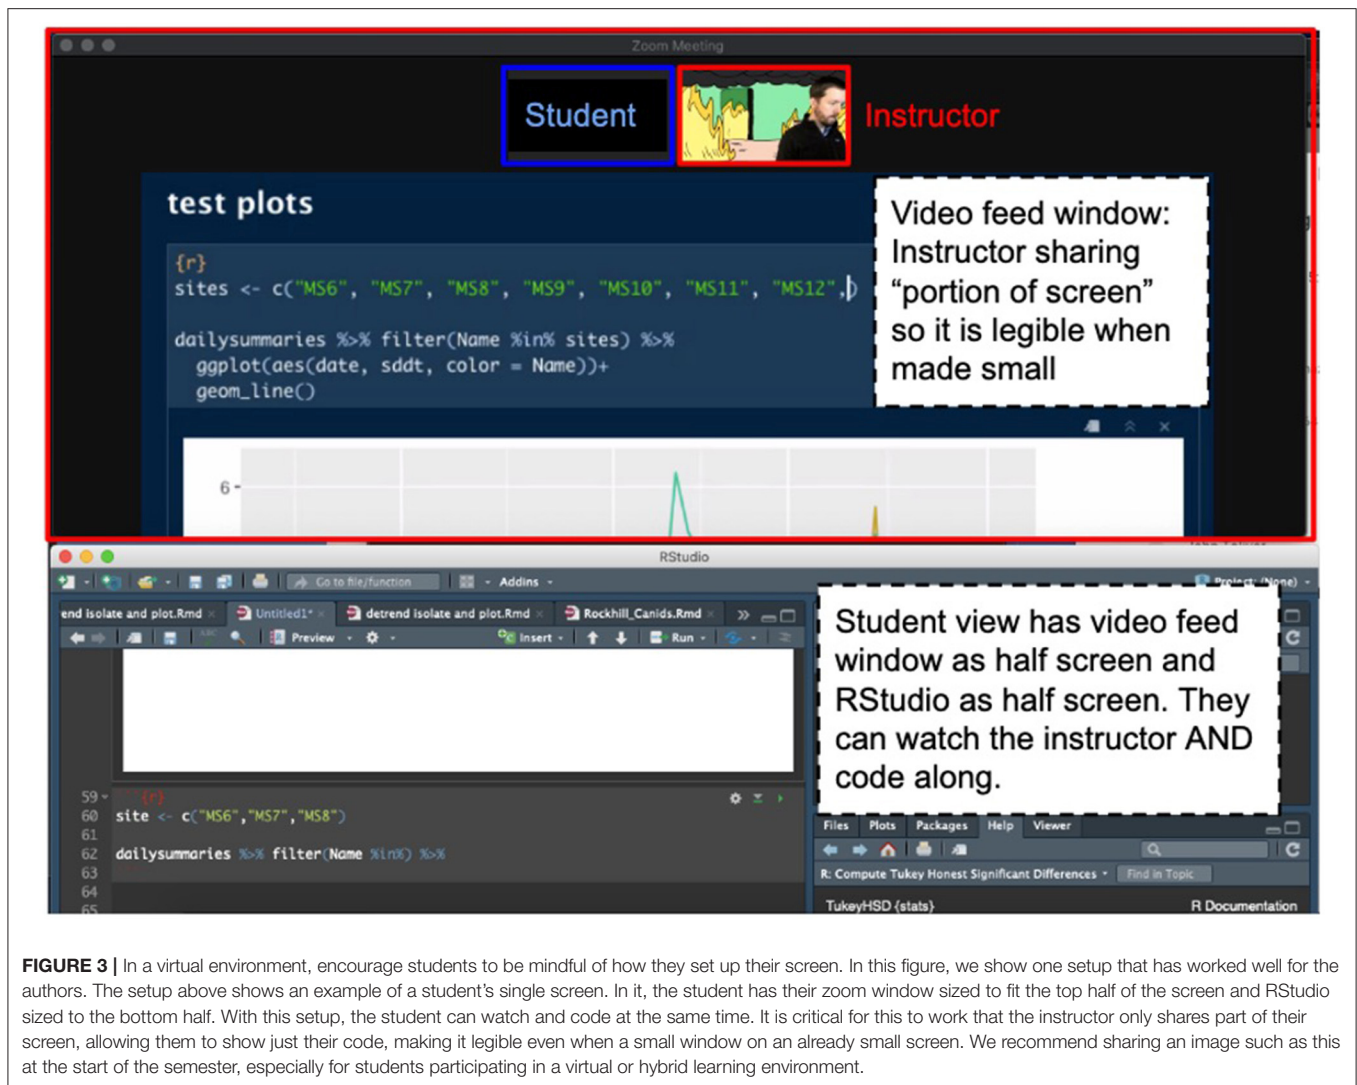 Zoom Meeting
Student
Instructor
test plots
Video feed window:
Instructor sharing
“portion of screen”
so it is legible when
made small
{r}
sites <- c("MS6", "MS7", "MS8", "MS9", "MS10", "MS11", "MS12",)
dailysummaries %>% filter(Name %in% sites) %>%
ggplot(aes(date, sddt, color = Name))+
geom_line()
6
RStudio
Go to file/function
Addins
Project: (None)
end isolate and plot.Rmd
Untitled1*
detrend isolate and plot.Rmd
Rockhill_Canids.Rmd
ABC
Preview
Insert
Run
Student view has video feed
window as half screen and
RStudio as half screen. They
can watch the instructor AND
code along.
59 {r}
60 site <- c("MS6","MS7","MS8")
61
62 dailysummaries %>% filter(Name %in%) %>%
63
64
65
Files Plots Packages Help Viewer
R: Compute Tukey Honest Significant Differences
Find in Topic
TukeyHSD {stats}
R Documentation
FIGURE 3 | In a virtual environment, encourage students to be mindful of how they set up their screen. In this figure, we show one setup that has worked well for the
authors. The setup above shows an example of a student’s single screen. In it, the student has their zoom window sized to fit the top half of the screen and RStudio
sized to the bottom half. With this setup, the student can watch and code at the same time. It is critical for this to work that the instructor only shares part of their
screen, allowing them to show just their code, making it legible even when a small window on an already small screen. We recommend sharing an image such as this
at the start of the semester, especially for students participating in a virtual or hybrid learning environment.